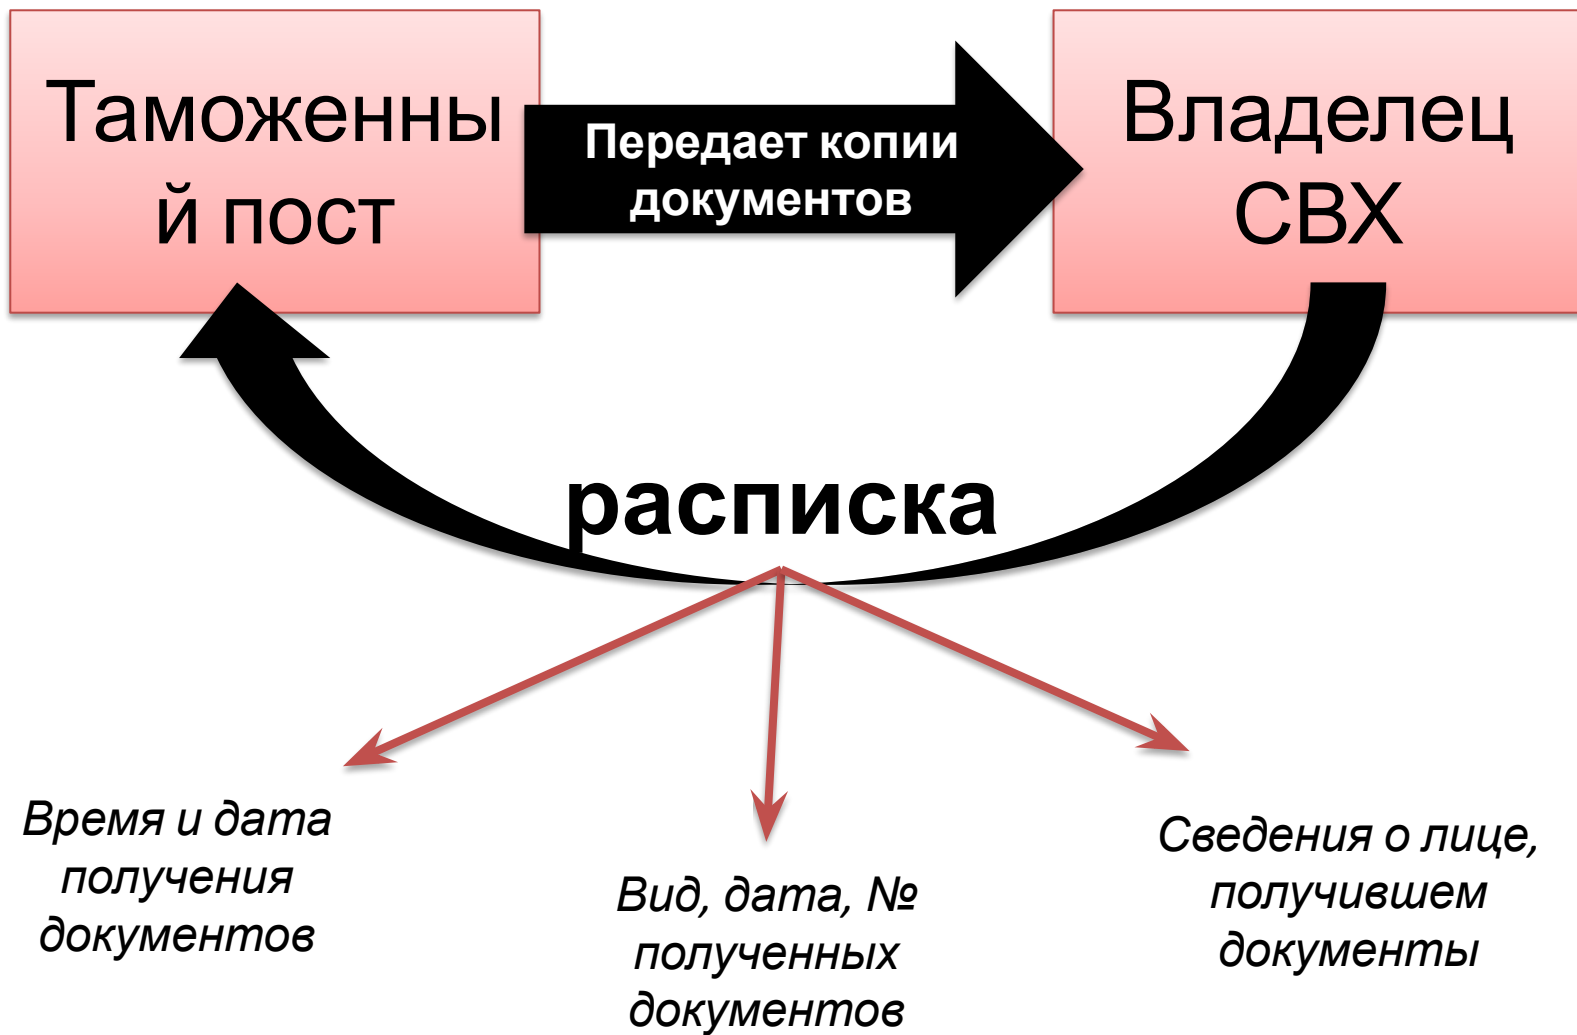 Таможенны
й пост
Передает копии
документов
Владелец
СВХ
расписка
Время и дата
получения
документов
Вид, дата, №
полученных
документов
Сведения о лице,
получившем
документы